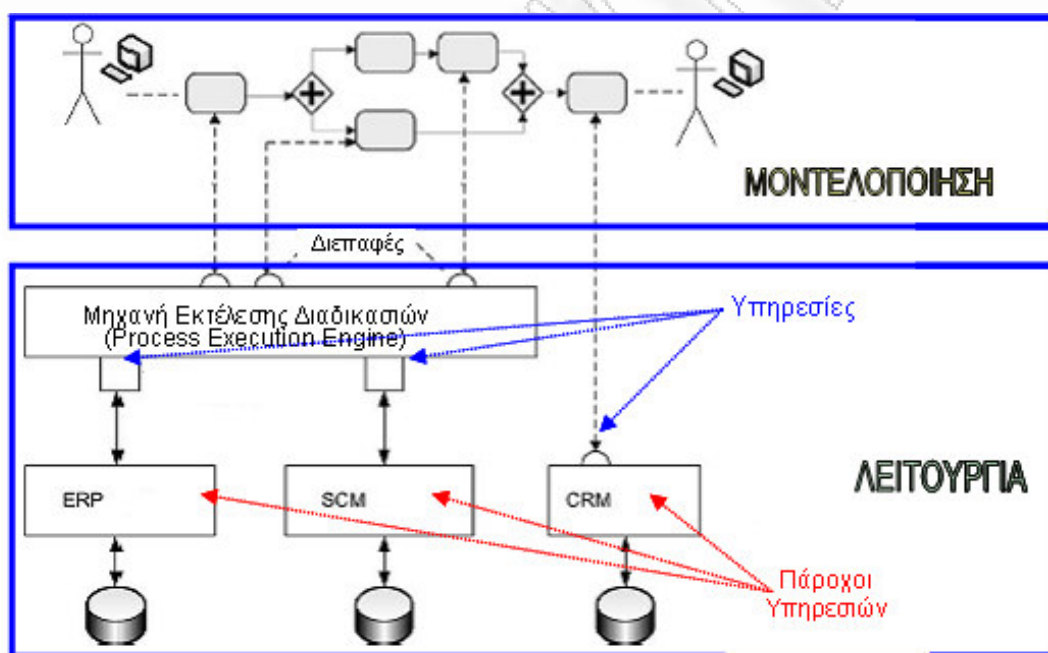 ΜΟΝΤΕΛΟΠΟΙΗΣΗ
Διεπαφές
Μηχανή Εκτέλεσης Διαδικασιών
(Process Execution Engine)
Υπηρεσίες
ERP
SCM
CRM
ΛΕΙΤΟΥΡΓΙΑ
Πάροχοι
Υπηρεσιών